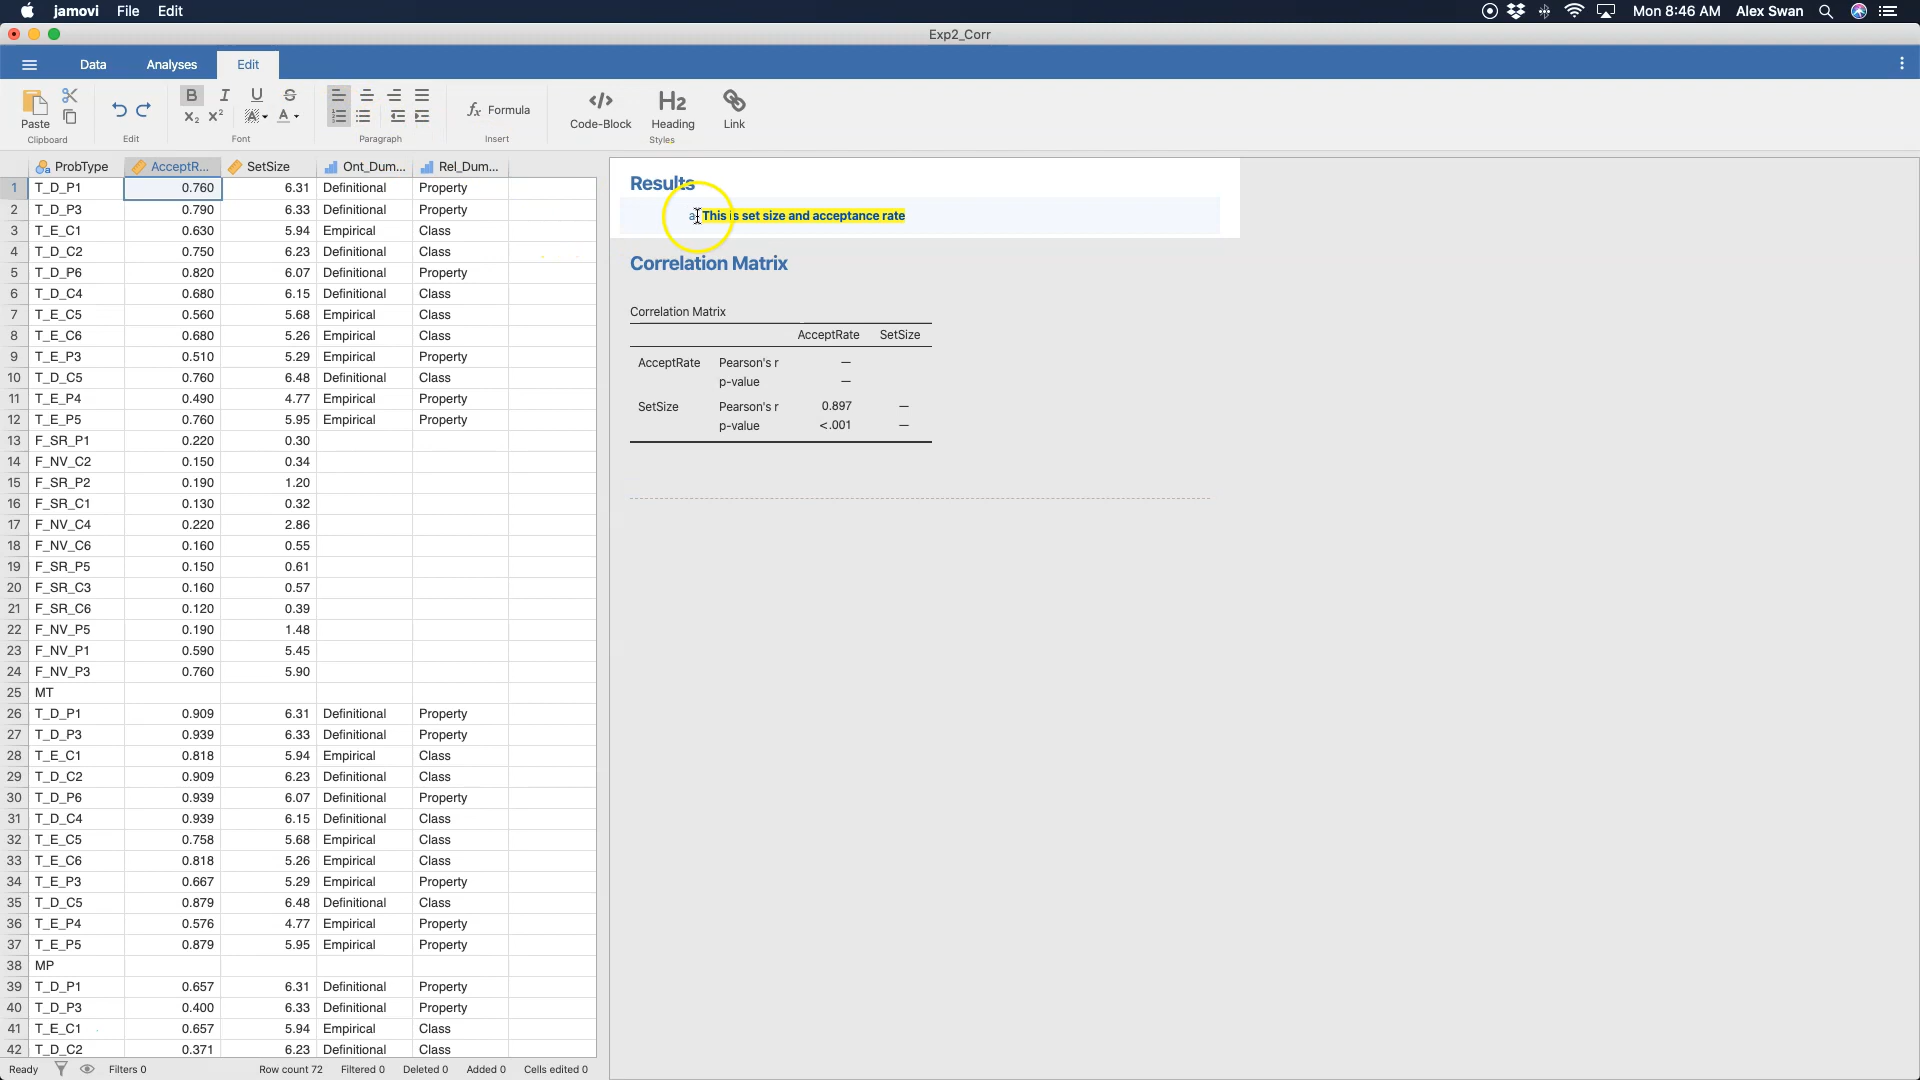 jamovi File Edit Mon 8:46 AM Alex Swan
Exp2_Corr
Data Analyses Edit
B I U S
Formula
H2
Paste X₂ X² A Code-Block Heading Link
Clipboard Edit Font Paragraph Insert Styles
ProbType AcceptR... SetSize Ont_Dum... Rel_Dum...
1 T_D_P1 0.760 6.31 Definitional Property
2 T_D_P3 0.790 6.33 Definitional Property
3 T_E_C1 0.630 5.94 Empirical Class
4 T_D_C2 0.750 6.23 Definitional Class
5 T_D_P6 0.820 6.07 Definitional Property
6 T_D_C4 0.680 6.15 Definitional Class
7 T_E_C5 0.560 5.68 Empirical Class
8 T_E_C6 0.680 5.26 Empirical Class
9 T_E_P3 0.510 5.29 Empirical Property
10 T_D_C5 0.760 6.48 Definitional Class
11 T_E_P4 0.490 4.77 Empirical Property
12 T_E_P5 0.760 5.95 Empirical Property
13 F_SR_P1 0.220 0.30
14 F_NV_C2 0.150 0.34
15 F_SR_P2 0.190 1.20
16 F_SR_C1 0.130 0.32
17 F_NV_C4 0.220 2.86
18 F_NV_C6 0.160 0.55
19 F_SR_P5 0.150 0.61
20 F_SR_C3 0.160 0.57
21 F_SR_C6 0.120 0.39
22 F_NV_P5 0.190 1.48
23 F_NV_P1 0.590 5.45
24 F_NV_P3 0.760 5.90
25 MT
26 T_D_P1 0.909 6.31 Definitional Property
27 T_D_P3 0.939 6.33 Definitional Property
28 T_E_C1 0.818 5.94 Empirical Class
29 T_D_C2 0.909 6.23 Definitional Class
30 T_D_P6 0.939 6.07 Definitional Property
31 T_D_C4 0.939 6.15 Definitional Class
32 T_E_C5 0.758 5.68 Empirical Class
33 T_E_C6 0.818 5.26 Empirical Class
34 T_E_P3 0.667 5.29 Empirical Property
35 T_D_C5 0.879 6.48 Definitional Class
36 T_E_P4 0.576 4.77 Empirical Property
37 T_E_P5 0.879 5.95 Empirical Property
38 MP
39 T_D_P1 0.657 6.31 Definitional Property
40 T_D_P3 0.400 6.33 Definitional Property
41 T_E_C1 0.657 5.94 Empirical Class
42 T_D_C2 0.371 6.23 Definitional Class
Results
a This is set size and acceptance rate
Correlation Matrix
Correlation Matrix
AcceptRate SetSize
AcceptRate Pearson's r —
p-value —
SetSize Pearson's r 0.897 —
p-value <.001 —
Ready Filters 0 Row count 72 Filtered 0 Deleted 0 Added 0 Cells edited 0